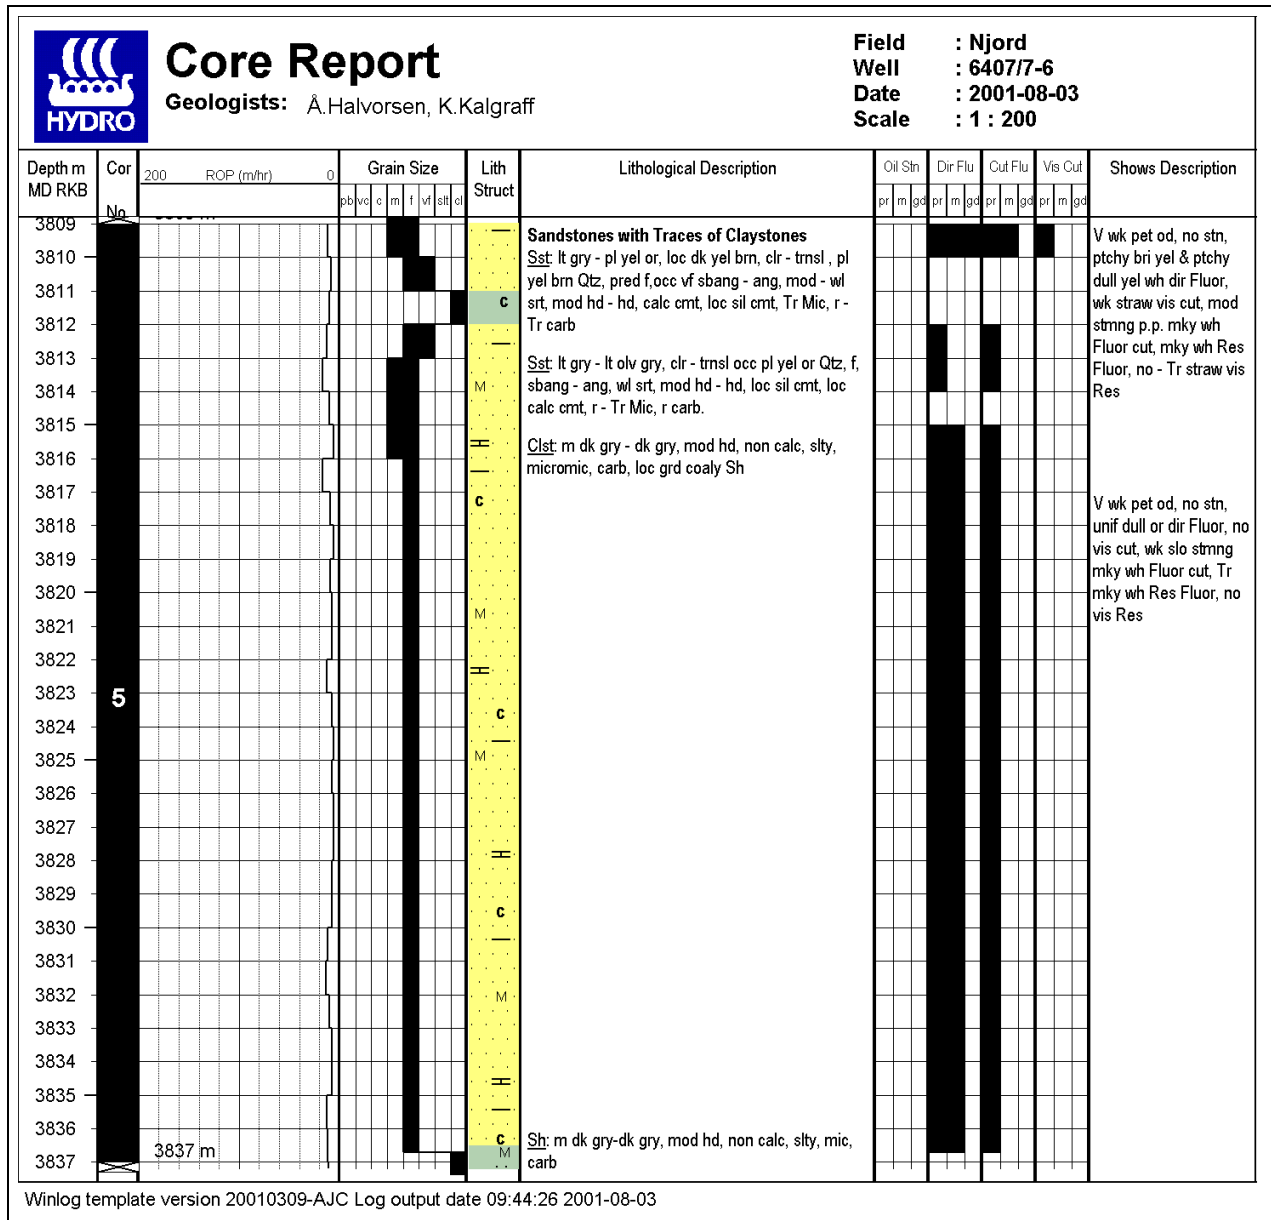 HYDRO
Core Report
Geologists: Å.Halvorsen, K.Kalgraff
Field : Njord
Well : 6407/7-6
Date : 2001-08-03
Scale : 1 : 200
Depth m
MD RKB
Cor
No.
200 ROP (m/hr) 0
Grain Size
pb vc c m f vf slt cl
Lith
Struct
Lithological Description
Oil Stn Dir Flu Cut Flu Vis Cut
pr m gd pr m gd pr m gd pr m gd
Shows Description
3809
3810
3811
3812
3813
3814
3815
3816
3817
3818
3819
3820
3821
3822
3823
3824
3825
3826
3827
3828
3829
3830
3831
3832
3833
3834
3835
3836
3837
5
3837 m
C
M
C
M
C
M
C
M
C
M
Sandstones with Traces of Claystones
Sst: lt gry - pl yel or, loc dk yel brn, clr - trnsl , pl
yel brn Qtz, pred f,occ vf sbang - ang, mod - wl
srt, mod hd - hd, calc cmt, loc sil cmt, Tr Mic, r -
Tr carb
Sst: lt gry - lt olv gry, clr - trnsl occ pl yel or Qtz, f,
sbang - ang, wl srt, mod hd - hd, loc sil cmt, loc
calc cmt, r - Tr Mic, r carb.
Clst: m dk gry - dk gry, mod hd, non calc, slty,
micromic, carb, loc grd coaly Sh
Sh: m dk gry-dk gry, mod hd, non calc, slty, mic,
carb
V wk pet od, no stn,
ptchy bri yel & ptchy
dull yel wh dir Fluor,
wk straw vis cut, mod
stmng p.p. mky wh
Fluor cut, mky wh Res
Fluor, no - Tr straw vis
Res
V wk pet od, no stn,
unif dull or dir Fluor, no
vis cut, wk slo stmng
mky wh Fluor cut, Tr
mky wh Res Fluor, no
vis Res
Winlog template version 20010309-AJC Log output date 09:44:26 2001-08-03